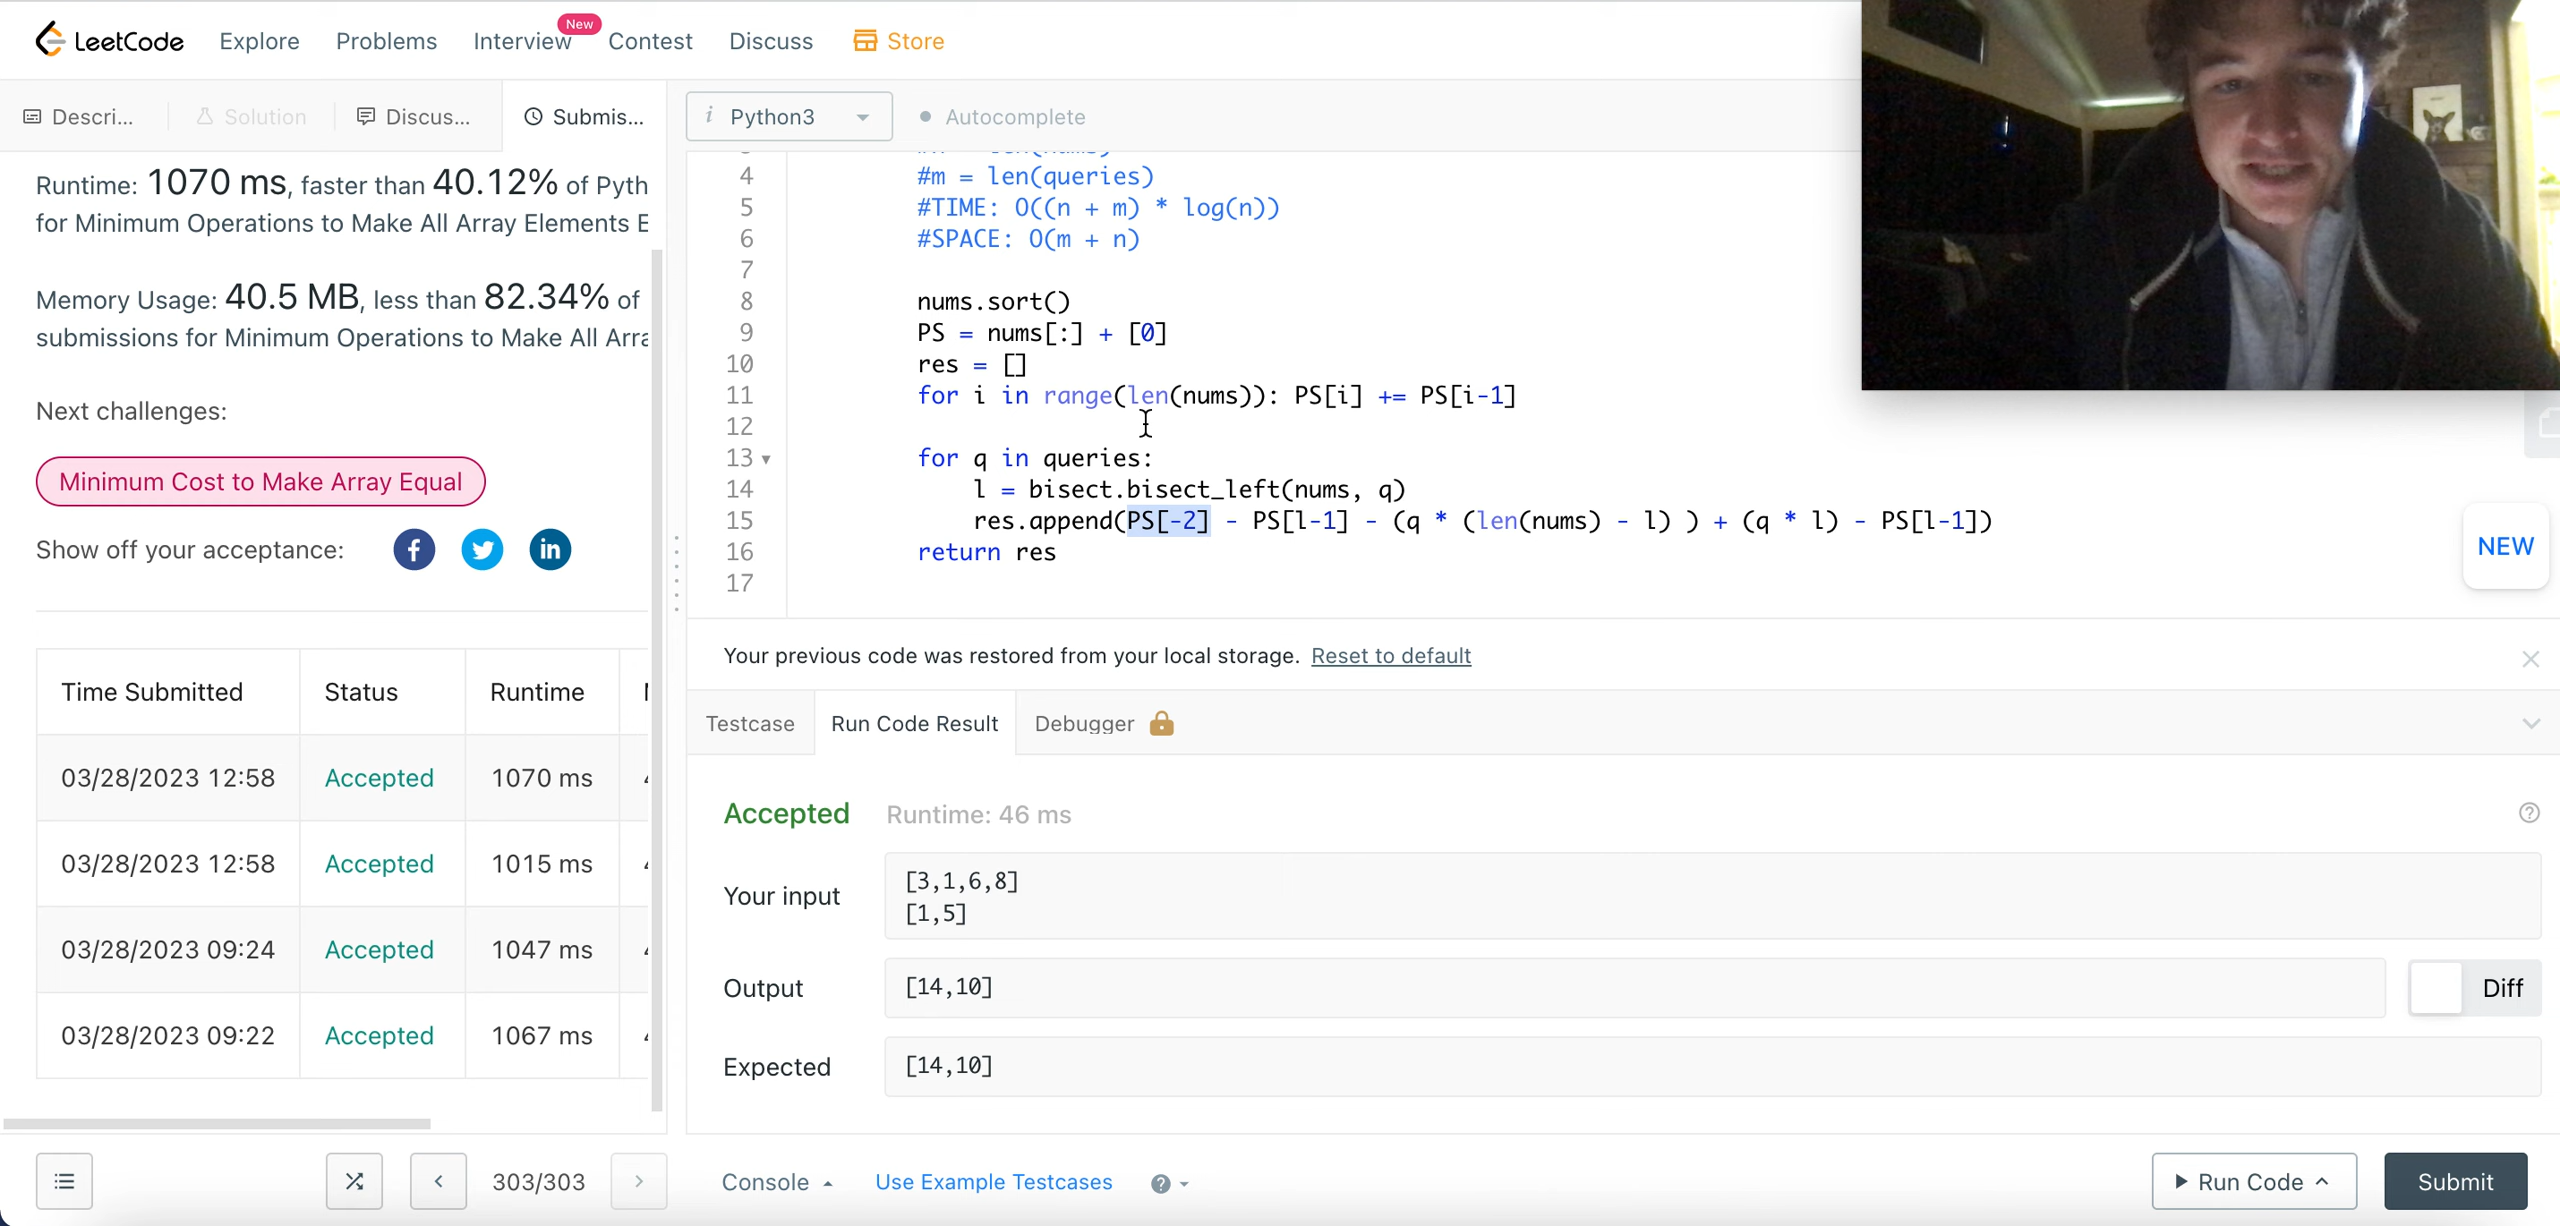 LeetCode
Explore
Problems
Interview
New
Contest
Discuss
Store
Descri...
Solution
Discus...
Submis...
i Python3
Autocomplete
Runtime: 1070 ms, faster than 40.12% of Pyth
for Minimum Operations to Make All Array Elements E
Memory Usage: 40.5 MB, less than 82.34% of
submissions for Minimum Operations to Make All Arra
Next challenges:
Minimum Cost to Make Array Equal
Show off your acceptance:
Time Submitted Status Runtime
03/28/2023 12:58 Accepted 1070 ms
03/28/2023 12:58 Accepted 1015 ms
03/28/2023 09:24 Accepted 1047 ms
03/28/2023 09:22 Accepted 1067 ms
303/303
4 #m = len(queries)
5 #TIME: O((n + m) * log(n))
6 #SPACE: O(m + n)
7
8 nums.sort()
9 PS = nums[:] + [0]
10 res = []
11 for i in range(len(nums)): PS[i] += PS[i-1]
12
13 for q in queries:
14 l = bisect.bisect_left(nums, q)
15 res.append(PS[-2] - PS[l-1] - (q * (len(nums) - l) ) + (q * l) - PS[l-1])
16 return res
17
NEW
Your previous code was restored from your local storage. Reset to default
Testcase
Run Code Result
Debugger
Accepted Runtime: 46 ms
Your input
[3,1,6,8]
[1,5]
Output
[14,10]
Diff
Expected
[14,10]
Console
Use Example Testcases
Run Code
Submit